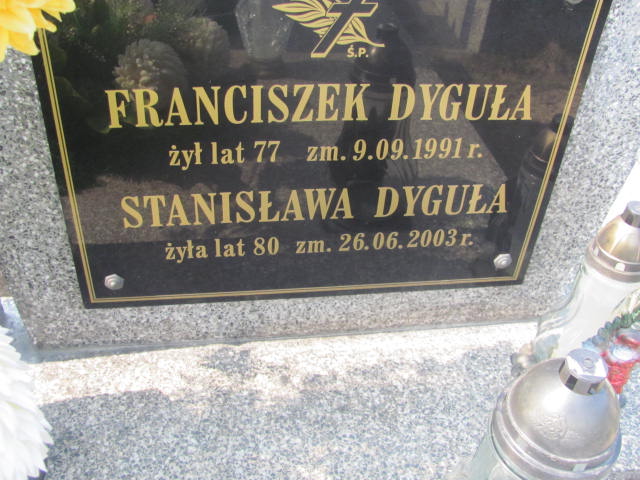 Ś.P.
FRANCISZEK DYGUŁA
żył lat 77 zm. 9.09.1991 r.
STANISŁAWA DYGUŁA
żyła lat 80 zm. 26.06.2003 r.